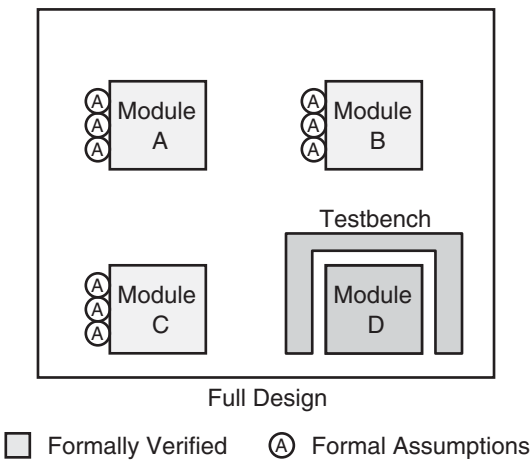 A
A
A
Module
A
A
A
A
Module
B
Testbench
A
A
A
Module
C
Module
D
Full Design
Formally Verified
A Formal Assumptions